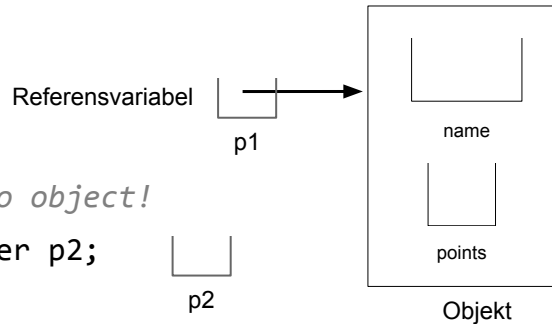 Referensvariabel
p1
name
o object!
er p2;
points
p2
Objekt